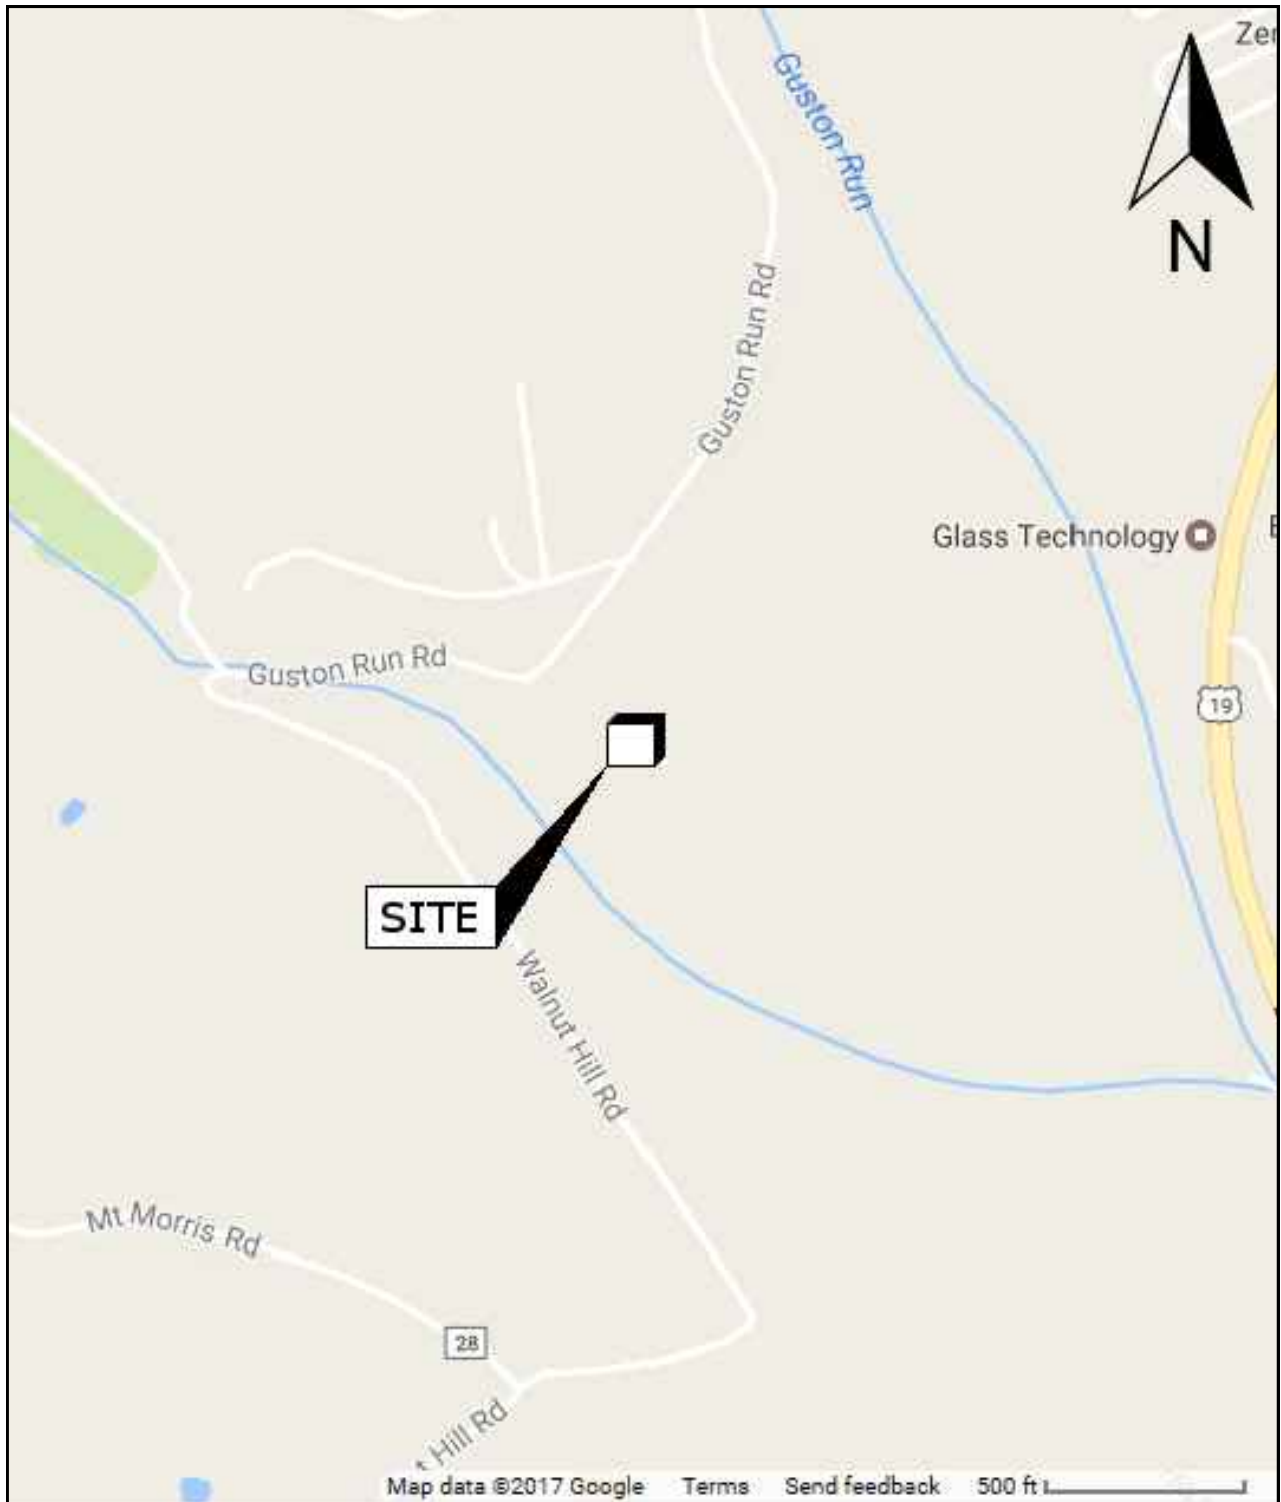 Zer
Guston Run
N
Guston Run Rd
Glass Technology
E
Guston Run Rd
19
SITE
Walnut Hill Rd
Mt Morris Rd
28
t Hill Rd
Map data ©2017 Google Terms Send feedback 500 ft